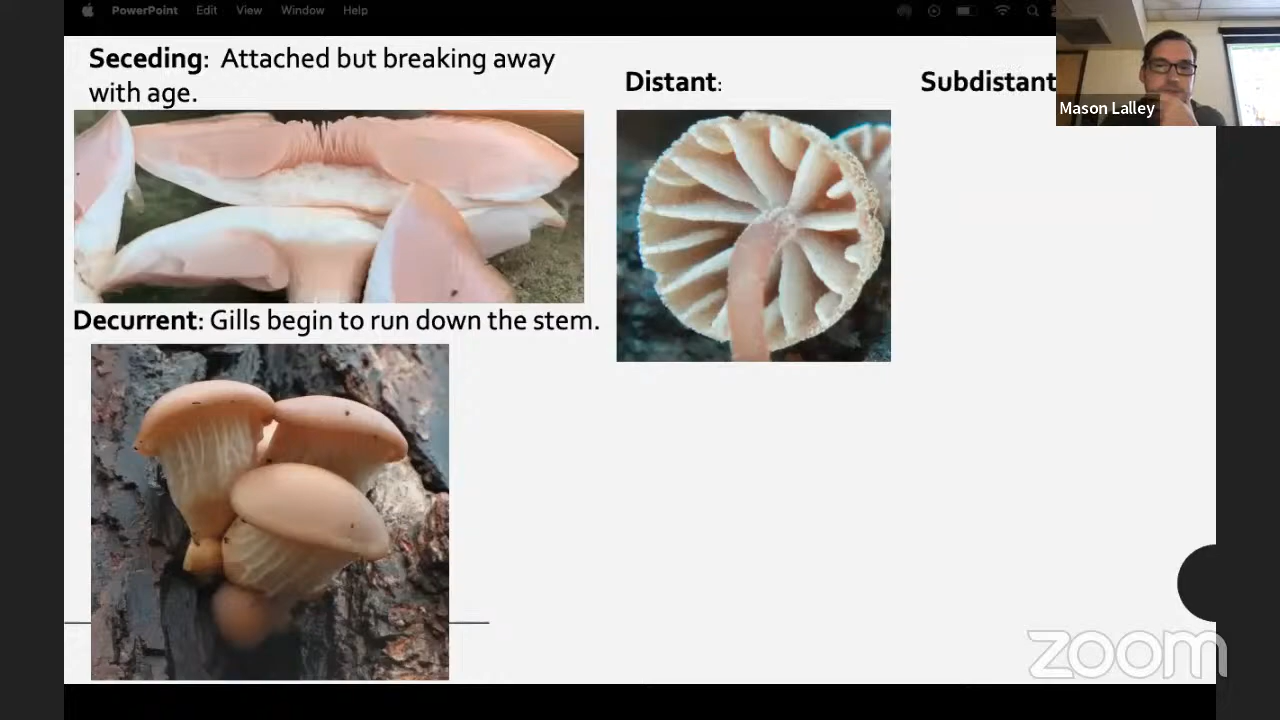 PowerPoint Edit View Window Help
Seceding: Attached but breaking away
with age.
Distant:
Subdistant
Mason Lalley
Decurrent: Gills begin to run down the stem.
zoom